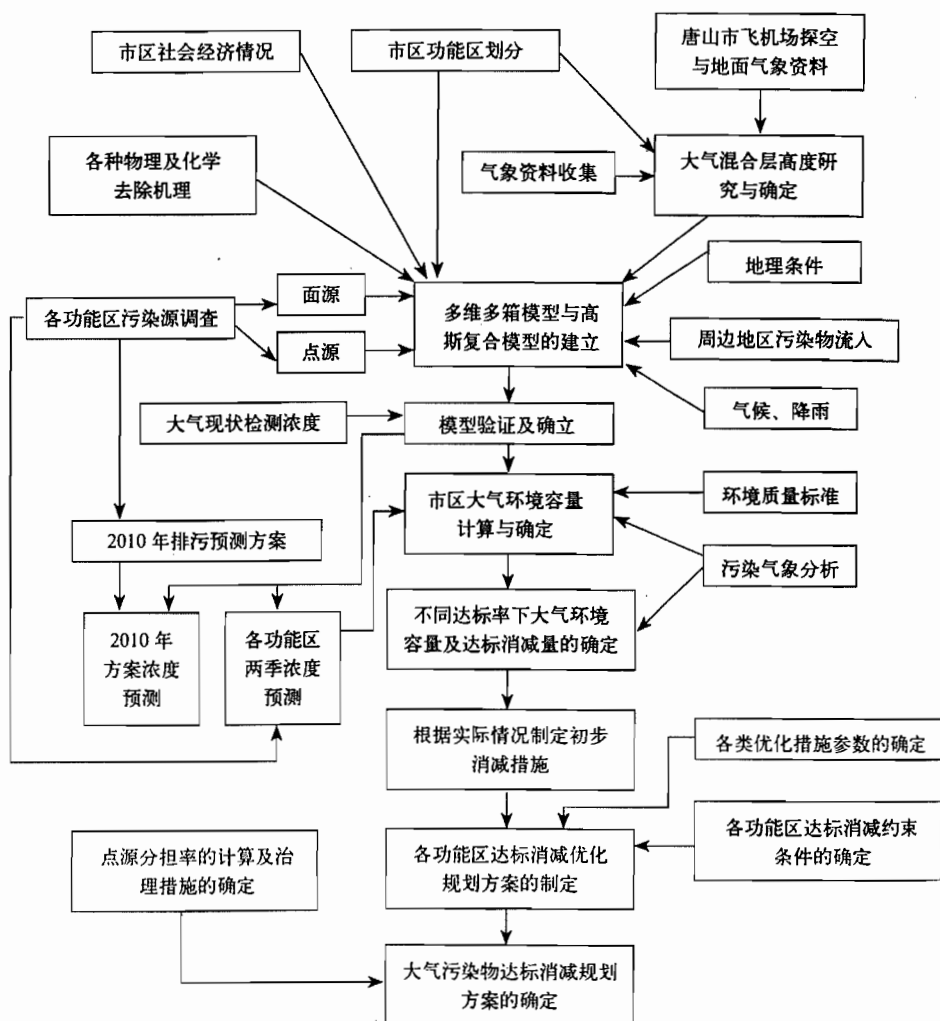 市区社会经济情况
市区功能区划分
唐山市飞机场探空
与地面气象资料
各种物理及化学
去除机理
气象资料收集
大气混合层高度研
究与确定
地理条件
面源
各功能区污染源调查
点源
多维多箱模型与高
斯复合模型的建立
周边地区污染物流入
气候、降雨
大气现状检测浓度
模型验证及确立
市区大气环境容量
计算与确定
环境质量标准
2010 年排污预测方案
污染气象分析
2010 年
方案浓度
预测
各功能区
两季浓度
预测
不同达标率下大气环境
容量及达标消减量的确定
根据实际情况制定初步
消减措施
各类优化措施参数的确定
点源分担率的计算及治
理措施的确定
各功能区达标消减优化
规划方案的制定
各功能区达标消减约束
条件的确定
大气污染物达标消减规划
方案的确定